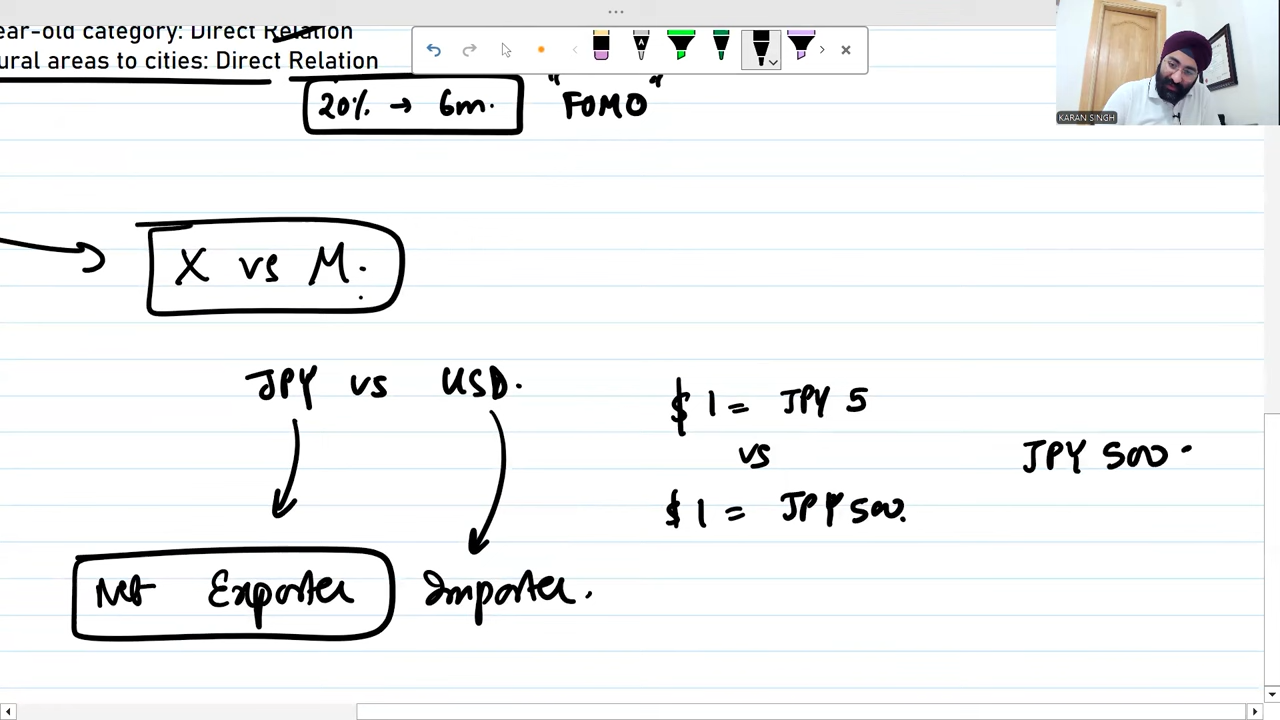 ear-old category: Direct Relation
ural areas to cities: Direct Relation
20% → 6m. "FOMO"
X vs M.
JPY vs USD.
$ 1 = JPY 5
vs
JPY 500
$ 1 = JPY 500.
Net Exporter Importer.
KARAN SINGH